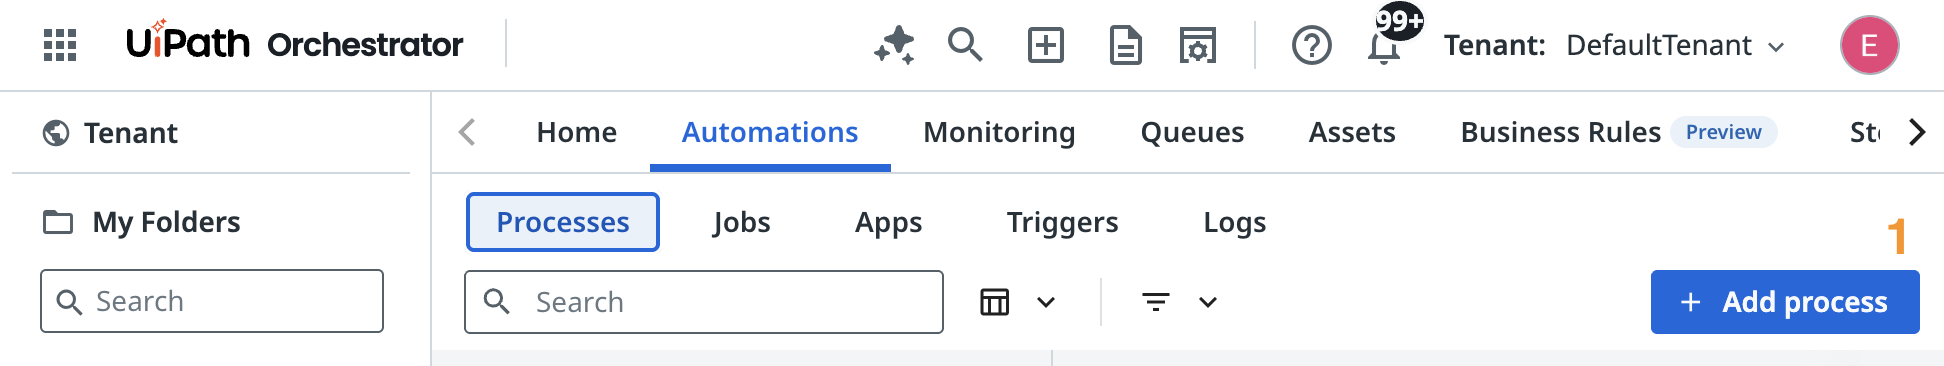 UiPath Orchestrator
99+
Tenant: DefaultTenant
E
Tenant
Home Automations Monitoring Queues Assets Business Rules Preview
My Folders
Processes Jobs Apps Triggers Logs
1
Search
Search
+ Add process